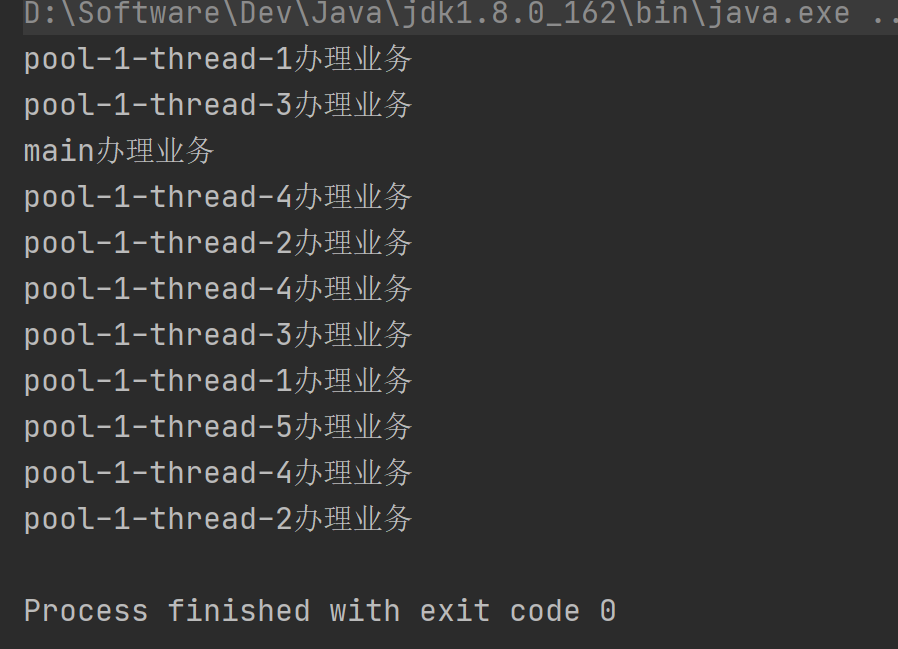 D:\Software\Dev\Java\jdk1.8.0_162\bin\java.exe ..
pool-1-thread-1办理业务
pool-1-thread-3办理业务
main办理业务
pool-1-thread-4办理业务
pool-1-thread-2办理业务
pool-1-thread-4办理业务
pool-1-thread-3办理业务
pool-1-thread-1办理业务
pool-1-thread-5办理业务
pool-1-thread-4办理业务
pool-1-thread-2办理业务
Process finished with exit code 0